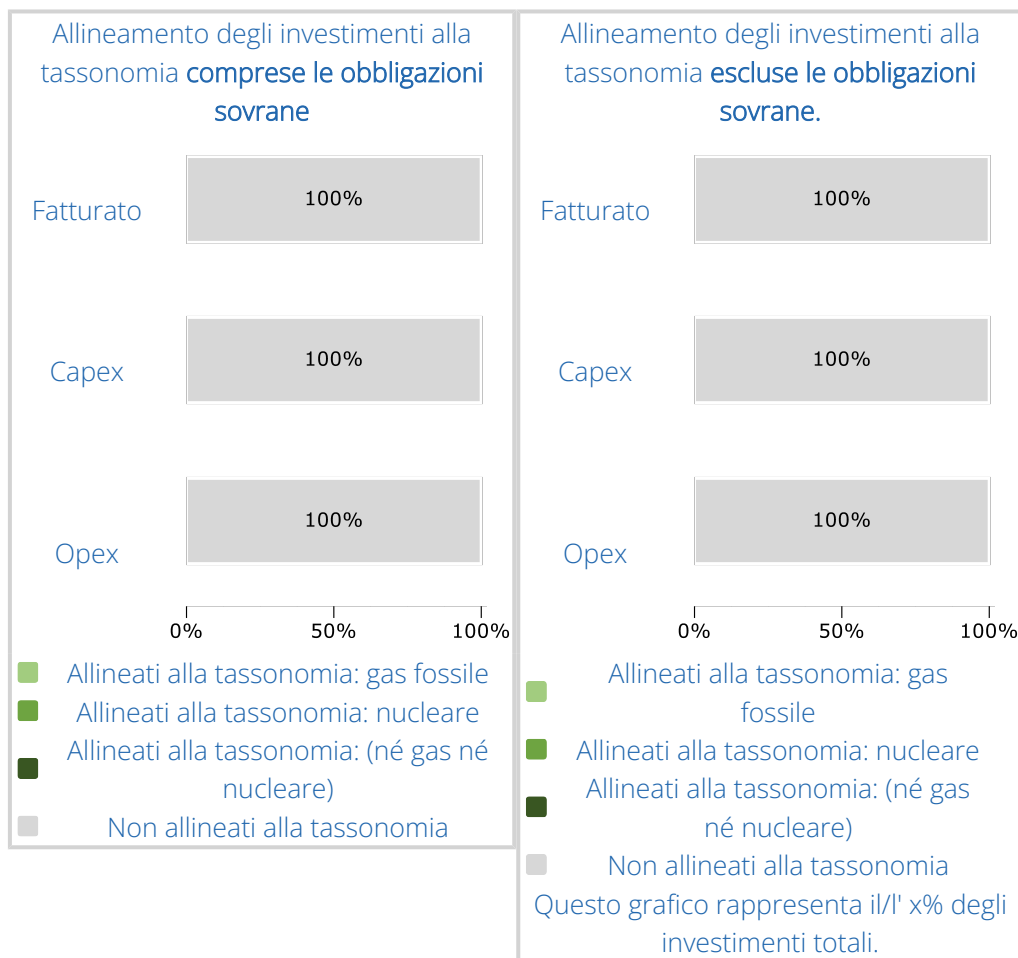 Allineamento degli investimenti alla
tassonomia comprese le obbligazioni
sovrane
Fatturato
100%
Capex
100%
Opex
100%
0%
50%
100%
Allineati alla tassonomia: gas fossile
Allineati alla tassonomia: nucleare
Allineati alla tassonomia: (né gas né
nucleare)
Non allineati alla tassonomia
Allineamento degli investimenti alla
tassonomia escluse le obbligazioni
sovrane.
Fatturato
100%
Capex
100%
Opex
100%
0%
50%
100%
Allineati alla tassonomia: gas
fossile
Allineati alla tassonomia: nucleare
Allineati alla tassonomia: (né gas
né nucleare)
Non allineati alla tassonomia
Questo grafico rappresenta il/l' x% degli
investimenti totali.